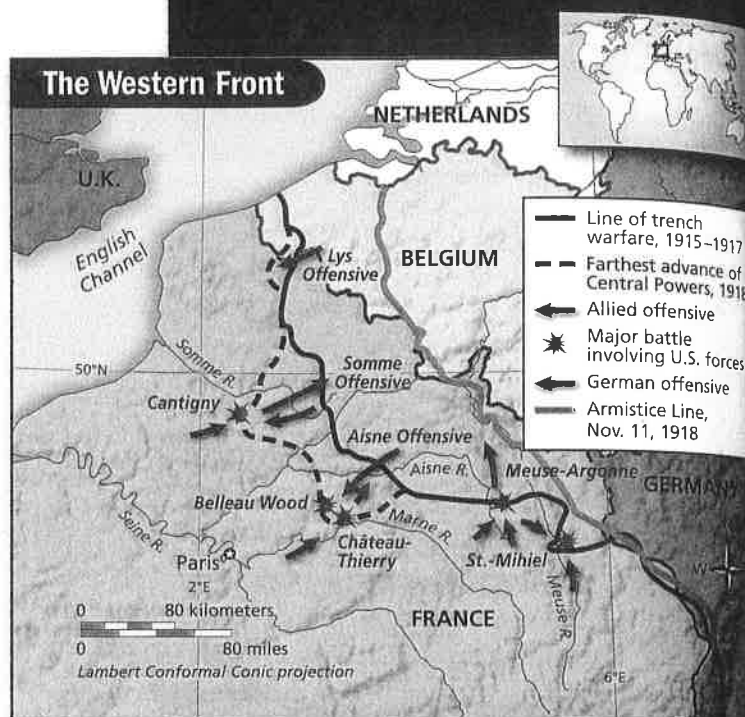 The Western Front
NETHERLANDS
U.K.
English
Channel
BELGIUM
Lys
Offensive
Line of trench
warfare, 1915–1917
Farthest advance of
Central Powers, 1918
Allied offensive
Major battle
involving U.S. forces
German offensive
Armistice Line,
Nov. 11, 1918
50°N
Somme R.
Somme
Offensive
Cantigny
Aisne Offensive
Aisne R.
Meuse-Argonne
GERMANY
Belleau Wood
Marne R.
Seine R.
Château-
Thierry
St.-Mihiel
Paris
2°E
W
Meuse R.
FRANCE
0 80 kilometers
0 80 miles
Lambert Conformal Conic projection
6°E